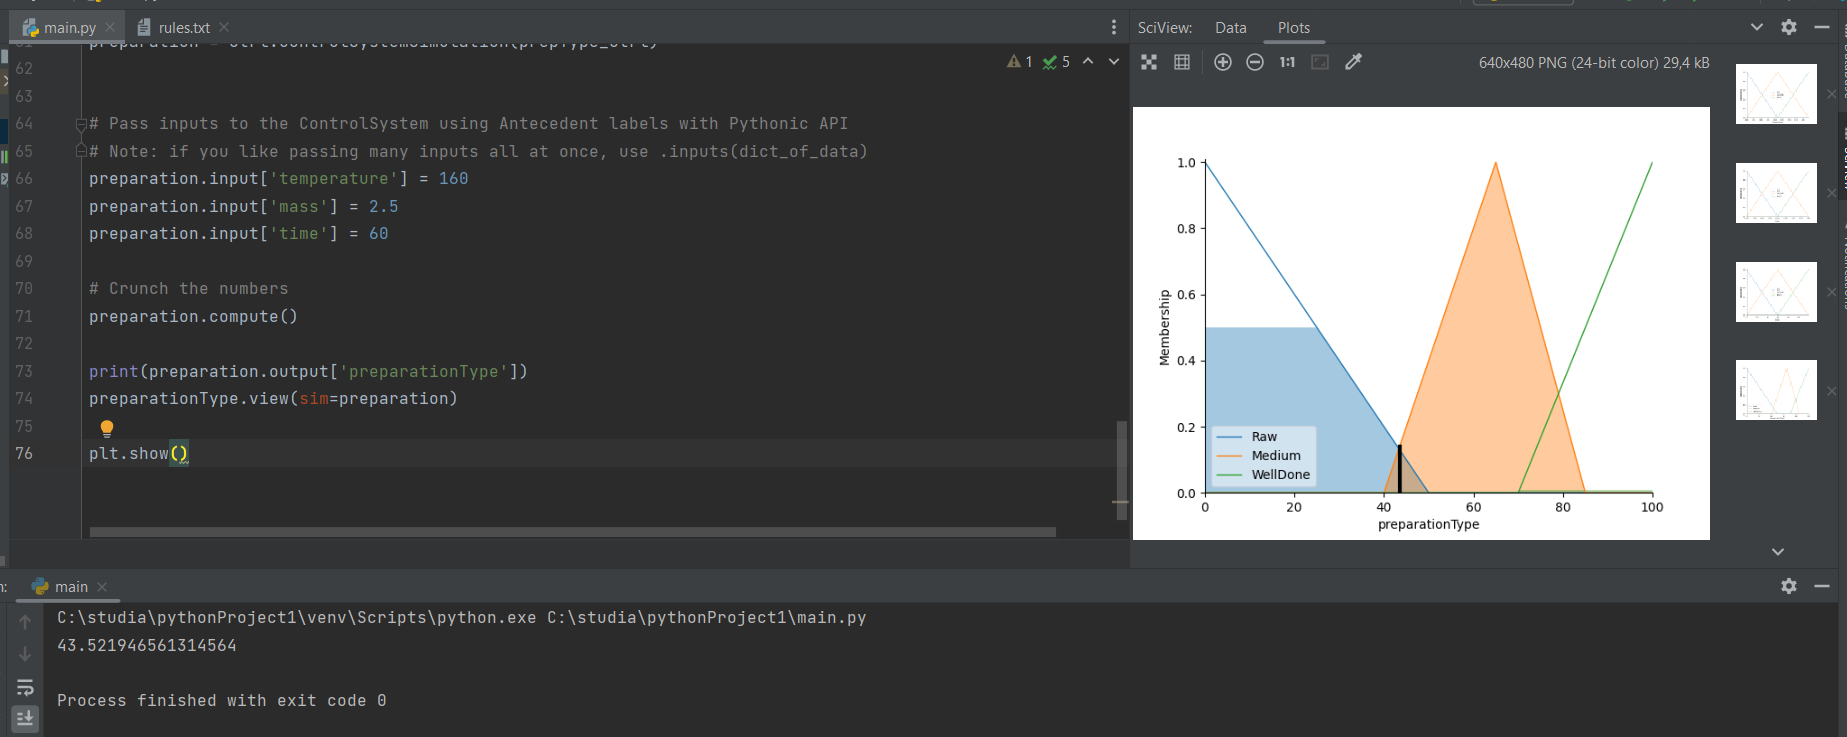 main.py
rules.txt
SciView:
Data
Plots
1 5
640x480 PNG (24-bit color) 29,4 kB
1:1
62
63
64 # Pass inputs to the ControlSystem using Antecedent labels with Pythonic API
65 # Note: if you like passing many inputs all at once, use .inputs(dict_of_data)
66 preparation.input['temperature'] = 160
67 preparation.input['mass'] = 2.5
68 preparation.input['time'] = 60
69
70 # Crunch the numbers
71 preparation.compute()
72
73 print(preparation.output['preparationType'])
74 preparationType.view(sim=preparation)
75
76 plt.show()
1.0
0.8
0.6
0.4
0.2
0.0
Membership
Raw
Medium
WellDone
0 20 40 60 80 100
preparationType
main
C:\studia\pythonProject1\venv\Scripts\python.exe C:\studia\pythonProject1\main.py
43.521946561314564
Process finished with exit code 0